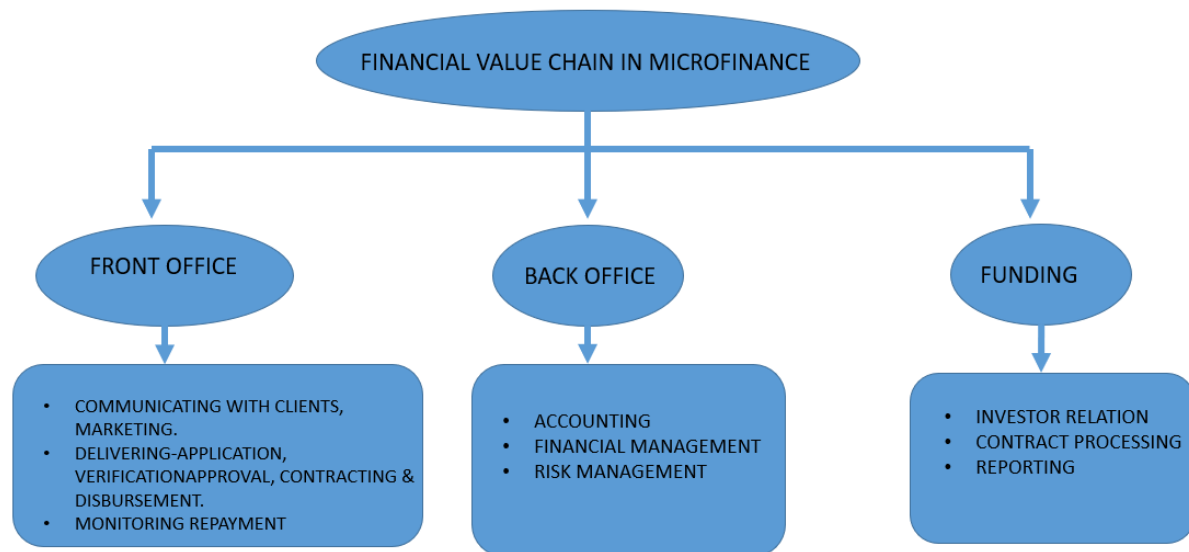 FINANCIAL VALUE CHAIN IN MICROFINANCE
FRONT OFFICE
BACK OFFICE
FUNDING
• COMMUNICATING WITH CLIENTS,
MARKETING.
• DELIVERING-APPLICATION,
VERIFICATIONAPPROVAL, CONTRACTING &
DISBURSEMENT.
• MONITORING REPAYMENT
• ACCOUNTING
• FINANCIAL MANAGEMENT
• RISK MANAGEMENT
• INVESTOR RELATION
• CONTRACT PROCESSING
• REPORTING